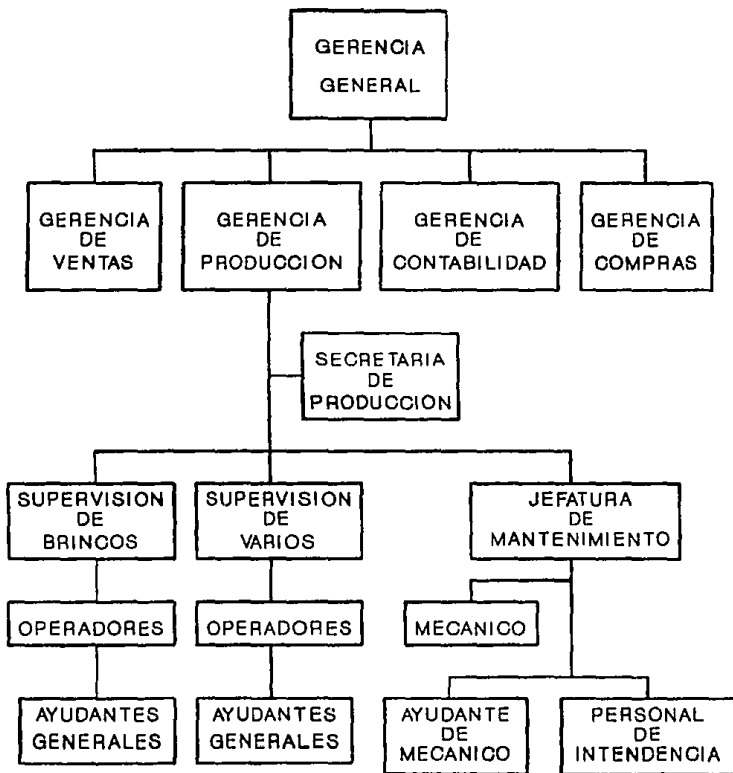 GERENCIA
GENERAL
GERENCIA
DE
VENTAS
GERENCIA
DE
PRODUCCION
GERENCIA
DE
CONTABILIDAD
GERENCIA
DE
COMPRAS
SECRETARIA
DE
PRODUCCION
SUPERVISION
DE
BRINCOS
SUPERVISION
DE
VARIOS
JEFATURA
DE
MANTENIMIENTO
OPERADORES
OPERADORES
MECANICO
AYUDANTES
GENERALES
AYUDANTES
GENERALES
AYUDANTE
DE
MECANICO
PERSONAL
DE
INTENDENCIA